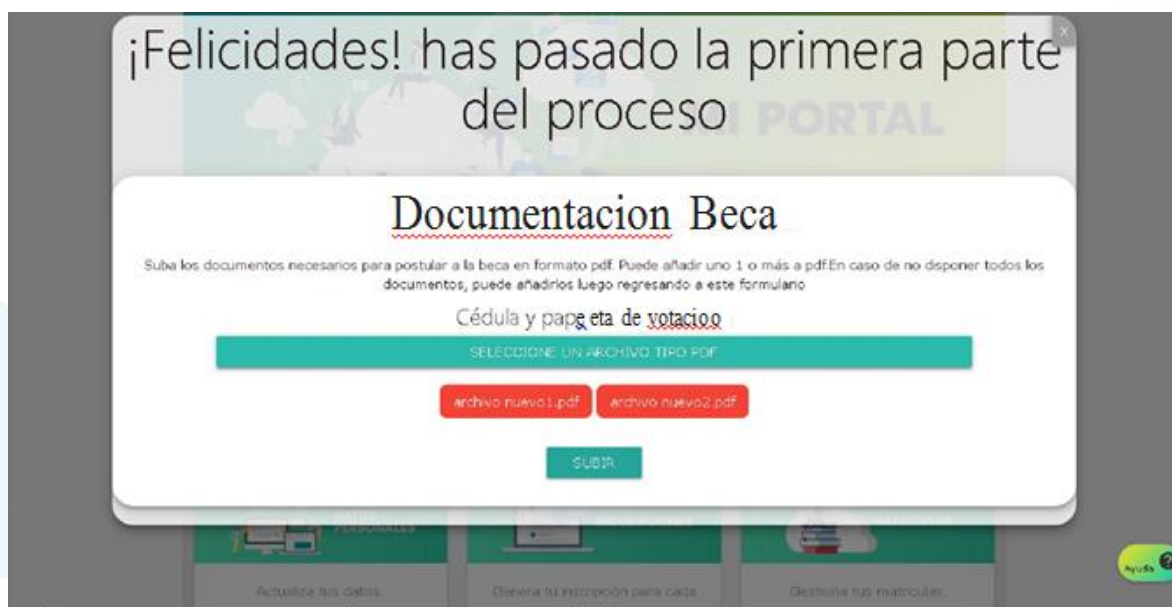 X
¡Felicidades! has pasado la primera parte
del proceso
MI PORTAL
Documentacion Beca
Suba los documentos necesarios para postular a la beca en formato pdf. Puede añadir uno 1 o más a pdf.En caso de no disponer todos los
documentos, puede añadirlos luego regresando a este formulario
Cédula y pape eta de votacioo
SELECCIONE UN ARCHIVO TIPO PDF
archivo nuevo1.pdf archivo nuevo2.pdf
SUBIR
PERSONALES
Ayuda ?
Actualiza tus datos Genera tu inscripción para cada Gestiona tus matrículas